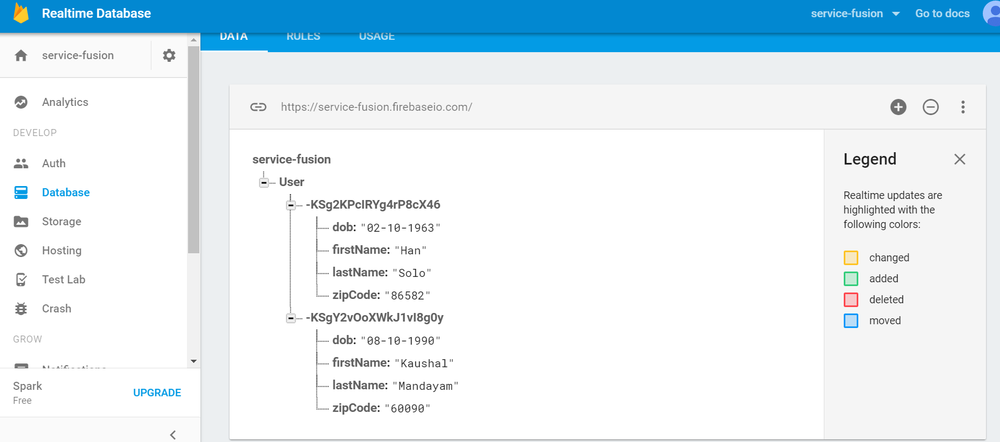 Realtime Database
service-fusion
Go to docs
DATA
RULES
USAGE
service-fusion
Analytics
DEVELOP
Auth
Database
Storage
Hosting
Test Lab
Crash
GROW
Notifications
Spark
Free
UPGRADE
https://service-fusion.firebaseio.com/
service-fusion
User
-KSg2KPcIRYg4rP8cX46
dob: "02-10-1963"
firstName: "Han"
lastName: "Solo"
zipCode: "86582"
-KSgY2vOoXWkJ1vI8g0y
dob: "08-10-1990"
firstName: "Kaushal"
lastName: "Mandayam"
zipCode: "60090"
Legend
Realtime updates are
highlighted with the
following colors:
changed
added
deleted
moved